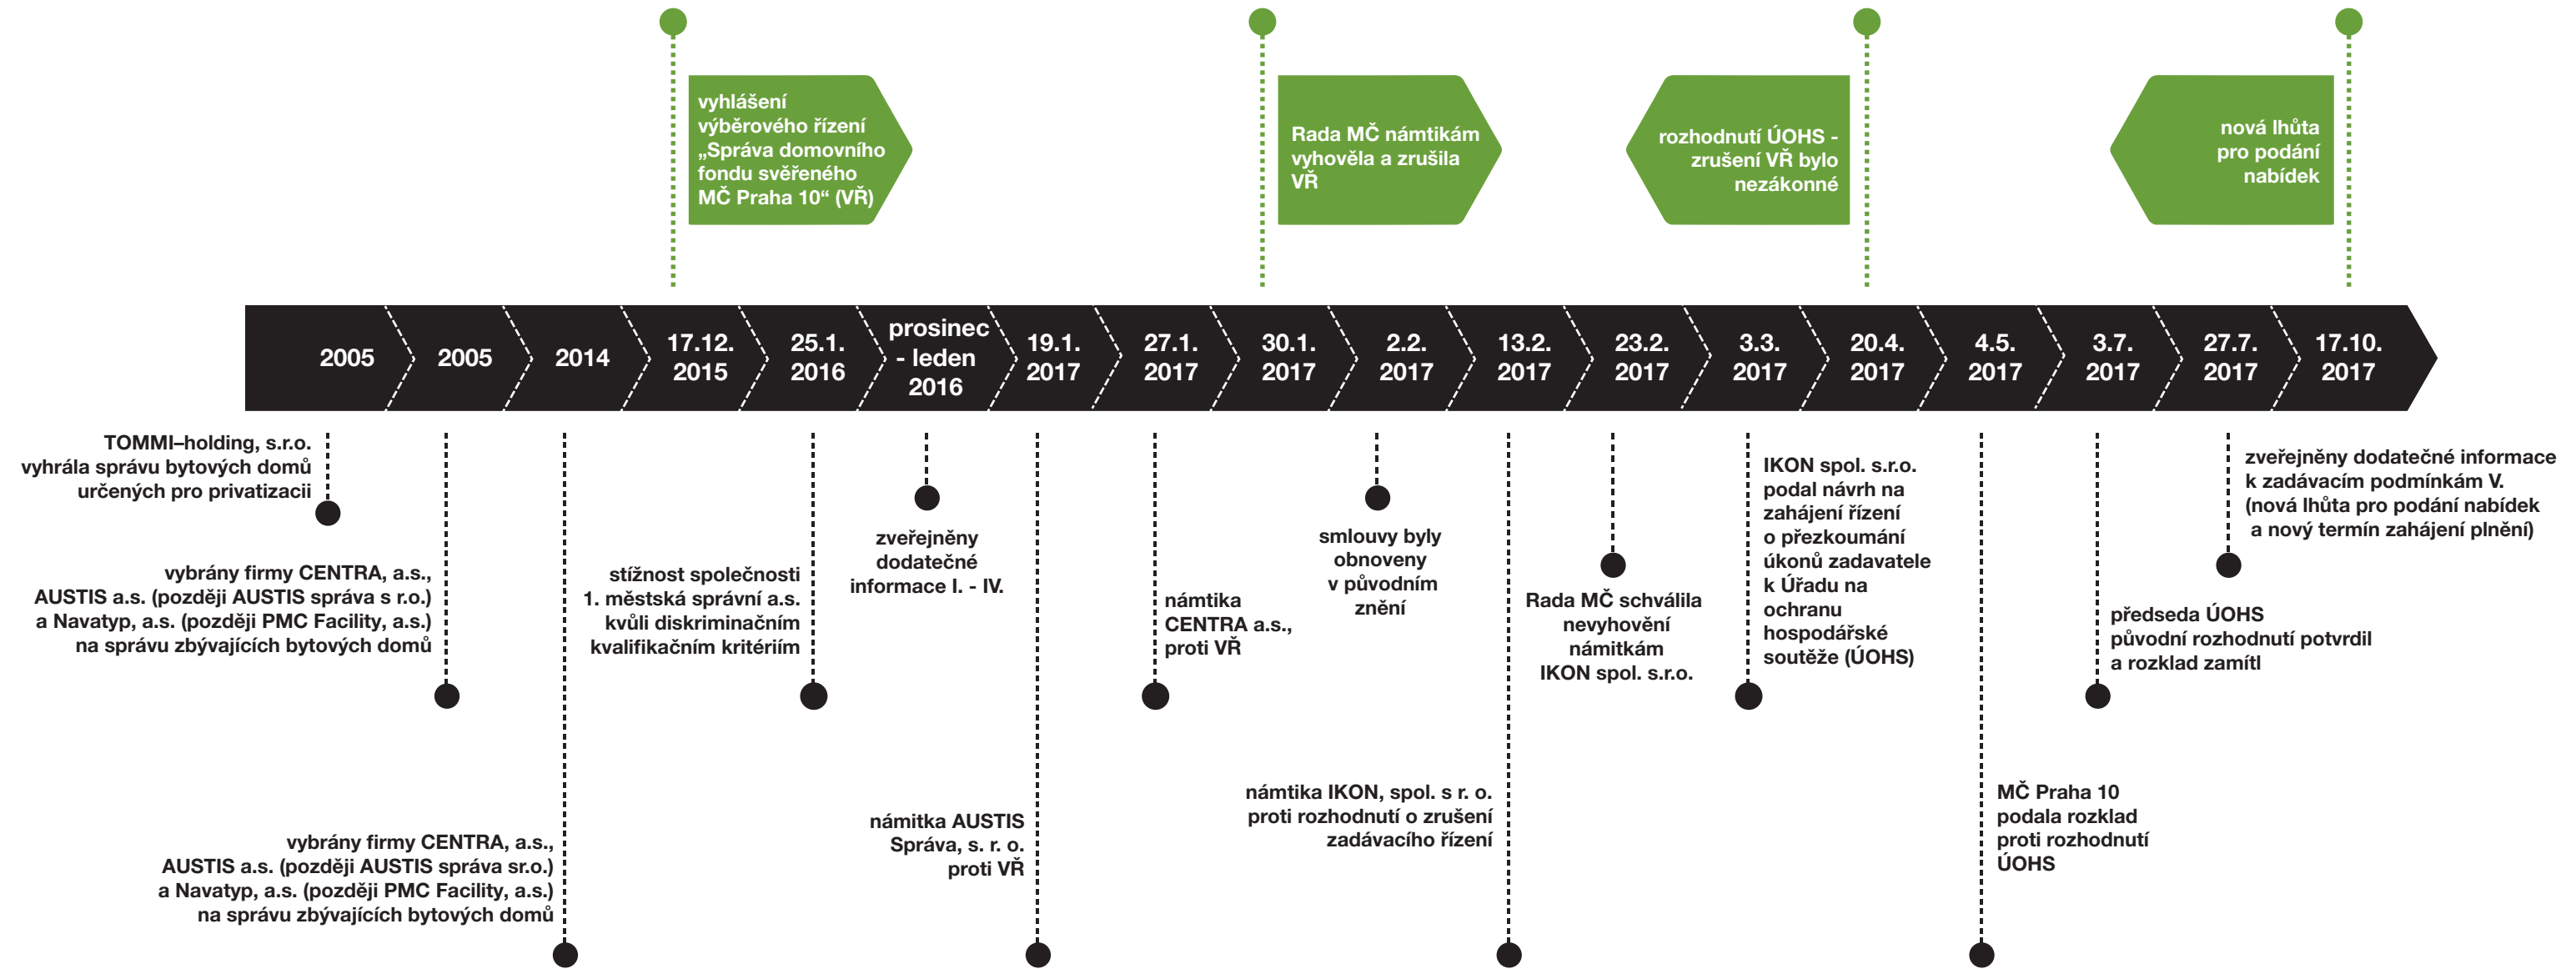 vyhlášení
výběrového řízení
„Správa domovního
fondu svěřeného
MČ Praha 10“ (VŘ)
Rada MČ námtikám
vyhověla a zrušila
VŘ
rozhodnutí ÚOHS -
zrušení VŘ bylo
nezákonné
nová lhůta
pro podání
nabídek
2005
2005
2014
17.12.
2015
25.1.
2016
prosinec
- leden
2016
19.1.
2017
27.1.
2017
30.1.
2017
2.2.
2017
13.2.
2017
23.2.
2017
3.3.
2017
20.4.
2017
4.5.
2017
3.7.
2017
27.7.
2017
17.10.
2017
TOMMI–holding, s.r.o.
vyhrála správu bytových domů
určených pro privatizacii
vybrány firmy CENTRA, a.s.,
AUSTIS a.s. (později AUSTIS správa s r.o.)
a Navatyp, a.s. (později PMC Facility, a.s.)
na správu zbývajících bytových domů
vybrány firmy CENTRA, a.s.,
AUSTIS a.s. (později AUSTIS správa sr.o.)
a Navatyp, a.s. (později PMC Facility, a.s.)
na správu zbývajících bytových domů
stížnost společnosti
1. městská správní a.s.
kvůli diskriminačním
kvalifikačním kritériím
zveřejněny
dodatečné
informace I. - IV.
námitka AUSTIS
Správa, s. r. o.
proti VŘ
námtika
CENTRA a.s.,
proti VŘ
smlouvy byly
obnoveny
v původním
znění
námtika IKON, spol. s r. o.
proti rozhodnutí o zrušení
zadávacího řízení
Rada MČ schválila
nevyhovění
námitkám
IKON spol. s.r.o.
IKON spol. s.r.o.
podal návrh na
zahájení řízení
o přezkoumání
úkonů zadavatele
k Úřadu na
ochranu
hospodářské
soutěže (ÚOHS)
MČ Praha 10
podala rozklad
proti rozhodnutí
ÚOHS
předseda ÚOHS
původní rozhodnutí potvrdil
a rozklad zamítl
zveřejněny dodatečné informace
k zadávacím podmínkám V.
(nová lhůta pro podání nabídek
a nový termín zahájení plnění)